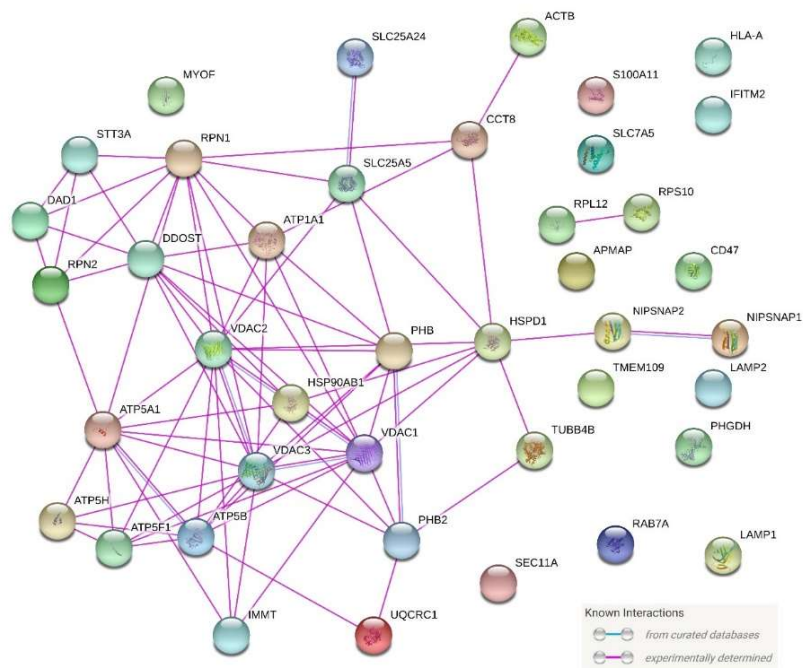 ACTB
SLC25A24
HLA-A
MYOF
S100A11
IFITM2
CCT8
STT3A
RPN1
SLC7A5
SLC25A5
DAD1
RPS10
RPL12
ATP1A1
DDOST
APMAP
CD47
RPN2
NIPSNAP2
NIPSNAP1
VDAC2
PHB
HSPD1
TMEM109
LAMP2
HSP90AB1
ATP5A1
VDAC1
TUBB4B
PHGDH
VDAC3
ATP5H
ATP5F1
ATP5B
PHB2
RAB7A
LAMP1
SEC11A
IMMT
UQCRC1
Known Interactions
from curated databases
experimentally determined